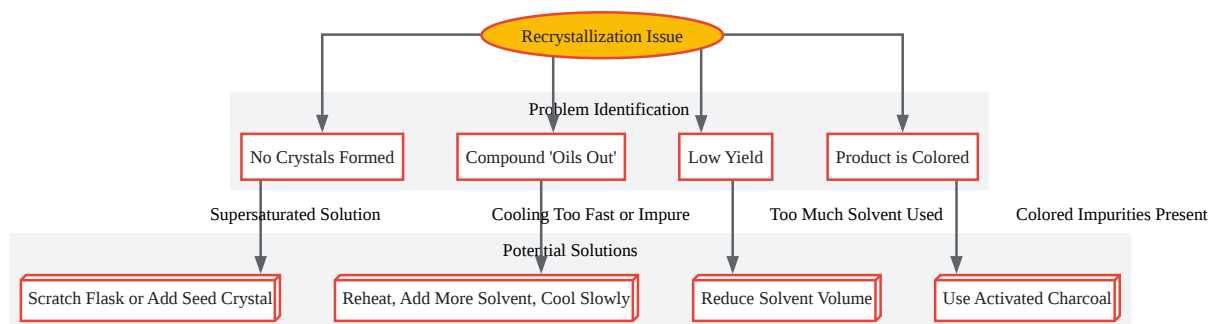 Recrystallization Issue
Problem Identification
No Crystals Formed
Compound 'Oils Out'
Low Yield
Product is Colored
Supersaturated Solution
Cooling Too Fast or Impure
Too Much Solvent Used
Colored Impurities Present
Potential Solutions
Scratch Flask or Add Seed Crystal
Reheat, Add More Solvent, Cool Slowly
Reduce Solvent Volume
Use Activated Charcoal